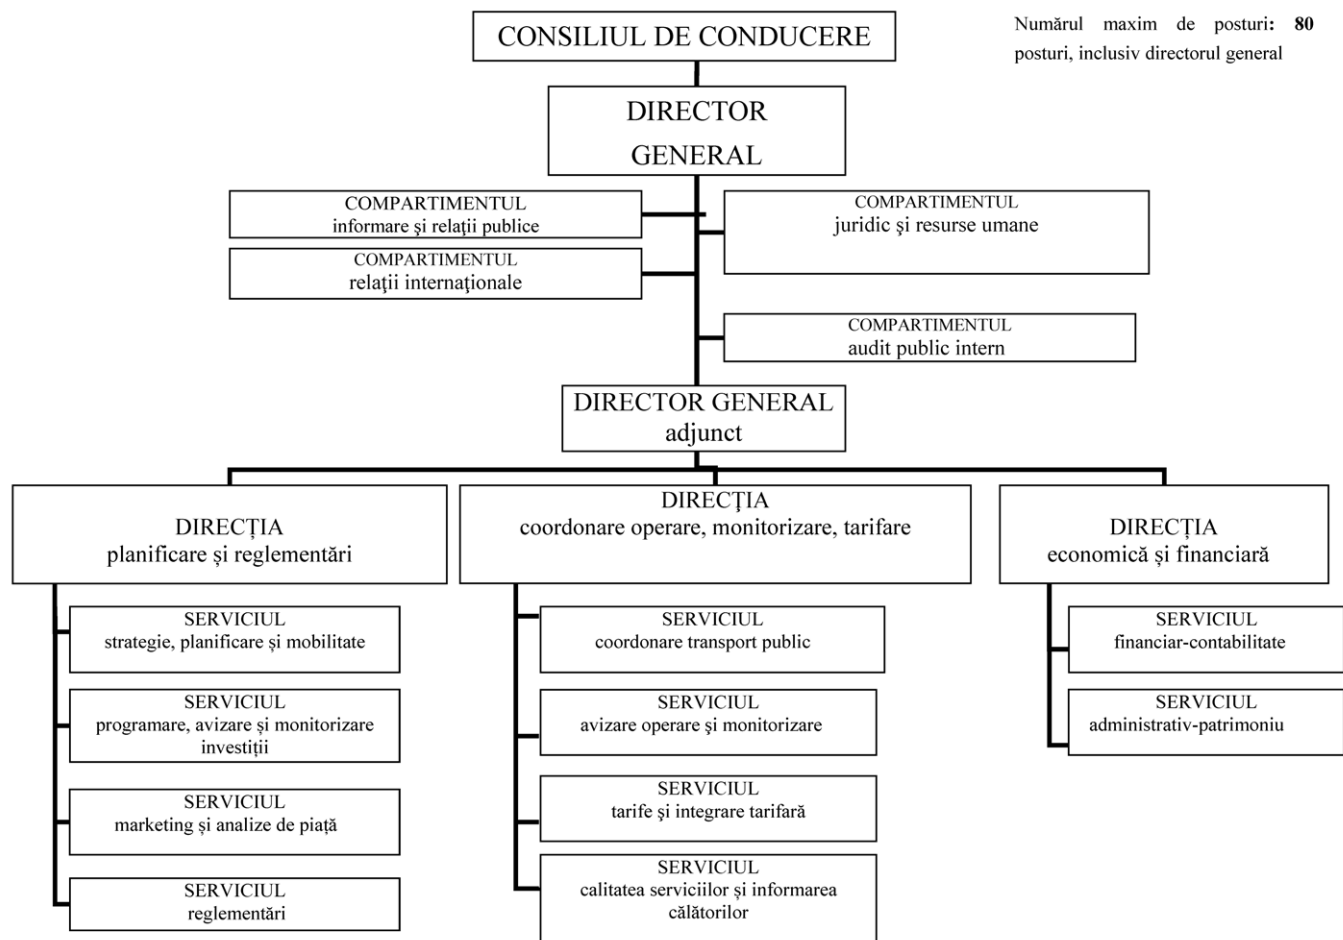 CONSILIUL DE CONDUCERE
Numărul maxim de posturi: 80
posturi, inclusiv directorul general
DIRECTOR
GENERAL
COMPARTIMENTUL
informare şi relaţii publice
COMPARTIMENTUL
juridic şi resurse umane
COMPARTIMENTUL
relaţii internaţionale
COMPARTIMENTUL
audit public intern
DIRECTOR GENERAL
adjunct
DIRECȚIA
planificare și reglementări
DIRECŢIA
coordonare operare, monitorizare, tarifare
DIRECȚIA
economică și financiară
SERVICIUL
strategie, planificare și mobilitate
SERVICIUL
programare, avizare și monitorizare
investiții
SERVICIUL
marketing și analize de piață
SERVICIUL
reglementări
SERVICIUL
coordonare transport public
SERVICIUL
avizare operare şi monitorizare
SERVICIUL
tarife şi integrare tarifară
SERVICIUL
calitatea serviciilor și informarea
călătorilor
SERVICIUL
financiar-contabilitate
SERVICIUL
administrativ-patrimoniu